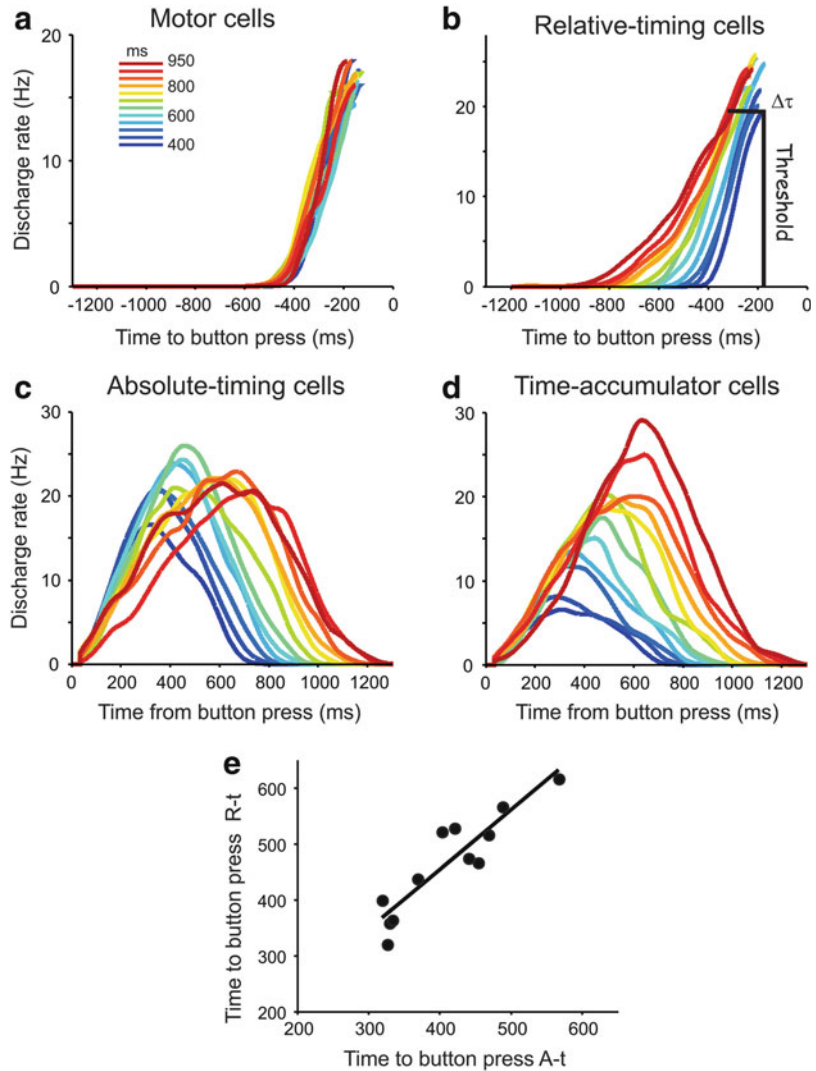 a Motor cells
20
10
0
Discharge rate (Hz)
ms
950
800
600
400
-1200 -1000 -800 -600 -400 -200 0
Time to button press (ms)
b Relative-timing cells
20
10
0
Δτ
Threshold
-1200 -1000 -800 -600 -400 -200 0
Time to button press (ms)
c Absolute-timing cells
30
20
10
0
Discharge rate (Hz)
0 200 400 600 800 1000 1200
Time from button press (ms)
d Time-accumulator cells
30
20
10
0
0 200 400 600 800 1000 1200
Time from button press (ms)
e
600
500
400
300
200
Time to button press R-t
200 300 400 500 600
Time to button press A-t